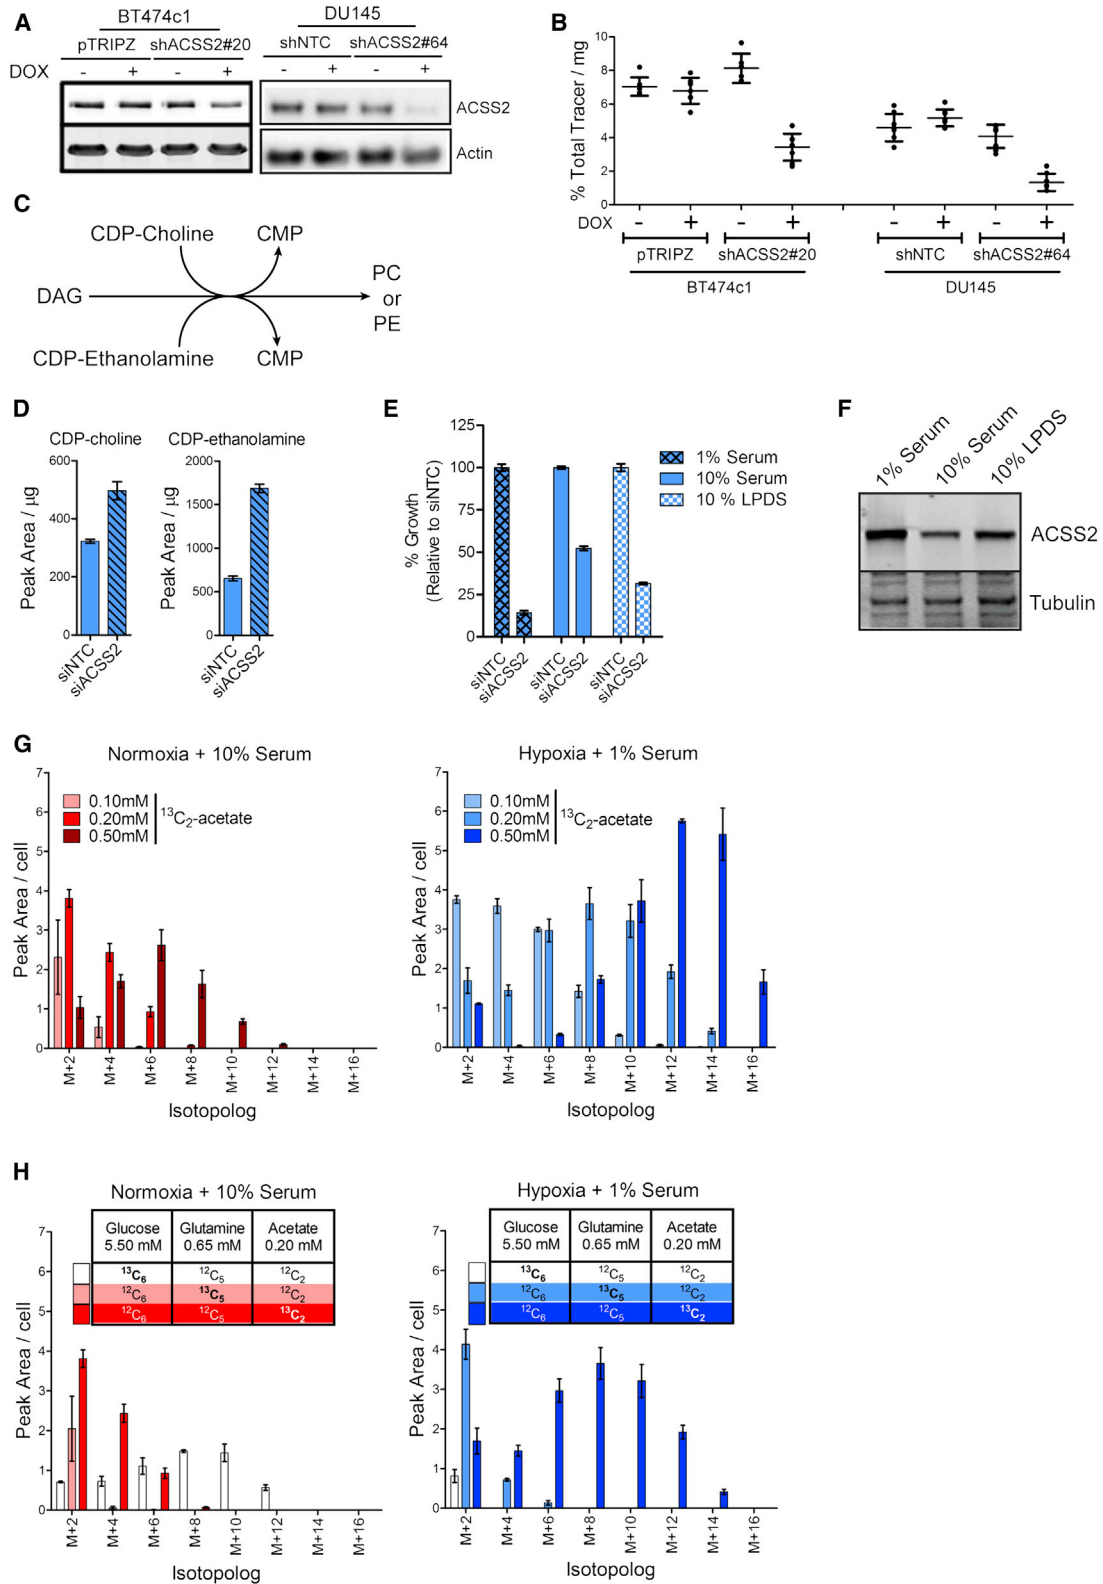 A
BT474c1
DU145
pTRIPZ shACSS2#20
shNTC shACSS2#64
DOX - + - +
- + - +
ACSS2
Actin
B
% Total Tracer / mg
10
8
6
4
2
0
DOX - + - + - + - +
pTRIPZ shACSS2#20 shNTC shACSS2#64
BT474c1 DU145
C
CDP-Choline CMP
DAG
PC
or
PE
CDP-Ethanolamine CMP
D
CDP-choline
Peak Area / µg
600
400
200
0
siNTC
siACSS2
CDP-ethanolamine
Peak Area / µg
2000
1500
1000
500
0
siNTC
siACSS2
E
% Growth
(Relative to siNTC)
125
100
75
50
25
0
siNTC
siACSS2
siNTC
siACSS2
siNTC
siACSS2
1% Serum
10% Serum
10 % LPDS
F
1% Serum
10% Serum
10% LPDS
ACSS2
Tubulin
G
Normoxia + 10% Serum
Peak Area / cell
7
6
5
4
3
2
1
0
0.10mM
0.20mM
0.50mM
¹³C₂-acetate
M+2
M+4
M+6
M+8
M+10
M+12
M+14
M+16
Isotopolog
Hypoxia + 1% Serum
Peak Area / cell
7
6
5
4
3
2
1
0
0.10mM
0.20mM
0.50mM
¹³C₂-acetate
M+2
M+4
M+6
M+8
M+10
M+12
M+14
M+16
Isotopolog
H
Normoxia + 10% Serum
Peak Area / cell
7
6
5
4
3
2
1
0
Glucose Glutamine Acetate
5.50 mM 0.65 mM 0.20 mM
¹³C₆ ¹²C₅ ¹²C₂
¹²C₆ ¹³C₅ ¹²C₂
¹²C₆ ¹²C₅ ¹³C₂
M+2
M+4
M+6
M+8
M+10
M+12
M+14
M+16
Isotopolog
Hypoxia + 1% Serum
Peak Area / cell
7
6
5
4
3
2
1
0
Glucose Glutamine Acetate
5.50 mM 0.65 mM 0.20 mM
¹³C₆ ¹²C₅ ¹²C₂
¹²C₆ ¹³C₅ ¹²C₂
¹²C₆ ¹²C₅ ¹³C₂
M+2
M+4
M+6
M+8
M+10
M+12
M+14
M+16
Isotopolog